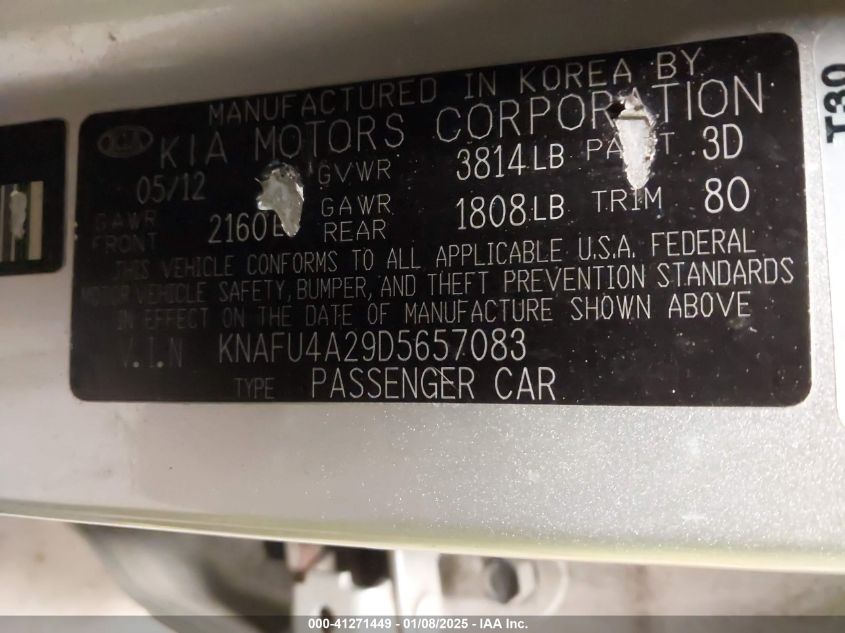 MANUFACTURED IN KOREA BY
KIA KIA MOTORS CORPORATION
05/12 GVWR 3814 LB 3D
GAWR FRONT 2160 GAWR REAR 1808 LB TRIM 80
THIS VEHICLE CONFORMS TO ALL APPLICABLE U.S.A. FEDERAL
MOTOR VEHICLE SAFETY, BUMPER, AND THEFT PREVENTION STANDARDS
IN EFFECT ON THE DATE OF MANUFACTURE SHOWN ABOVE
V.I.N KNAFU4A29D5657083
TYPE PASSENGER CAR
T30
000-41271449 - 01/08/2025 - IAA Inc.